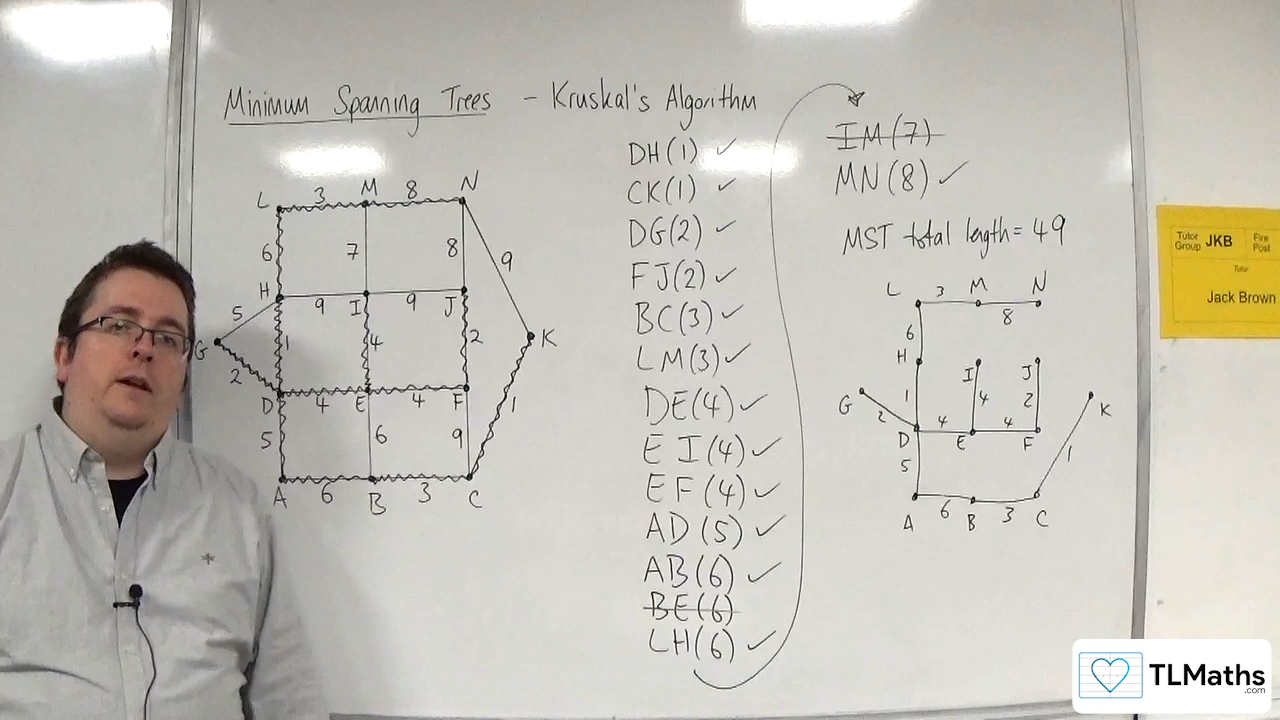 Minimum Spanning Trees - Kruskal's Algorithm
L 3 M 8 N
6 7 8 9
H 9 I 9 J
5 1 4 2 K
G
2
D 4 E 4 F 1
5 6 9
A 6 B 3 C
DH(1) ✓
CK(1) ✓
DG(2) ✓
FJ(2) ✓
BC(3) ✓
LM(3) ✓
DE(4) ✓
EI(4) ✓
EF(4) ✓
AD(5) ✓
AB(6) ✓
BE(6)
LH(6) ✓
IM(7)
MN(8) ✓
MST total length = 49
L 3 M N
8
6
H I J
1 4 2 K
G 2 4 4
D E F 1
5
A 6 B 3 C
Tutor Group JKB Fire Post
Tutor
Jack Brown
TLMaths
.com